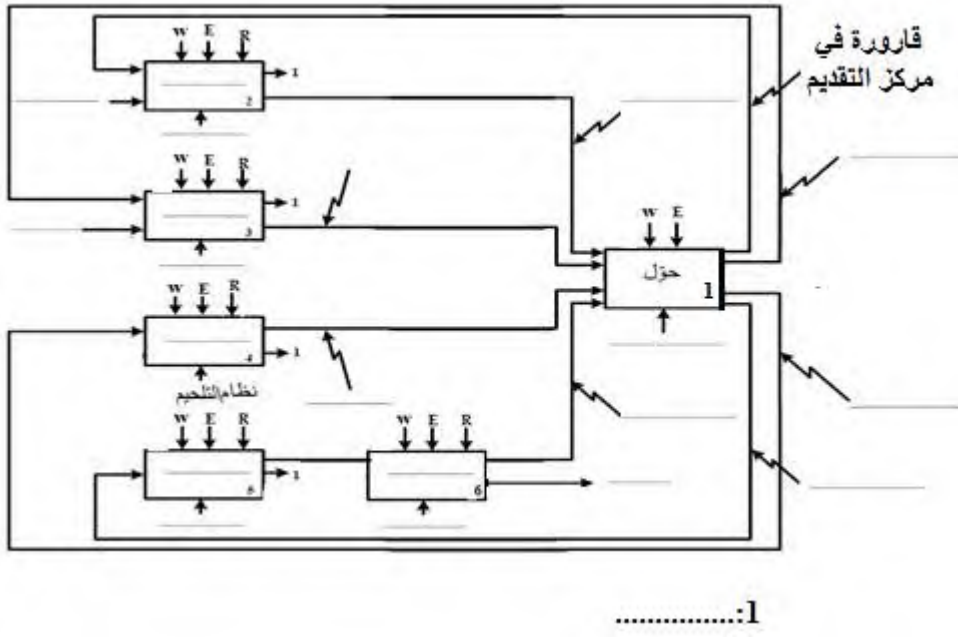 W E R
1
2
قارورة في
مركز التقديم
W E R
1
3
W E
حوّل
1
W E R
4
1
نظام التلحيم
W E R
1
5
W E R
6
1:...............